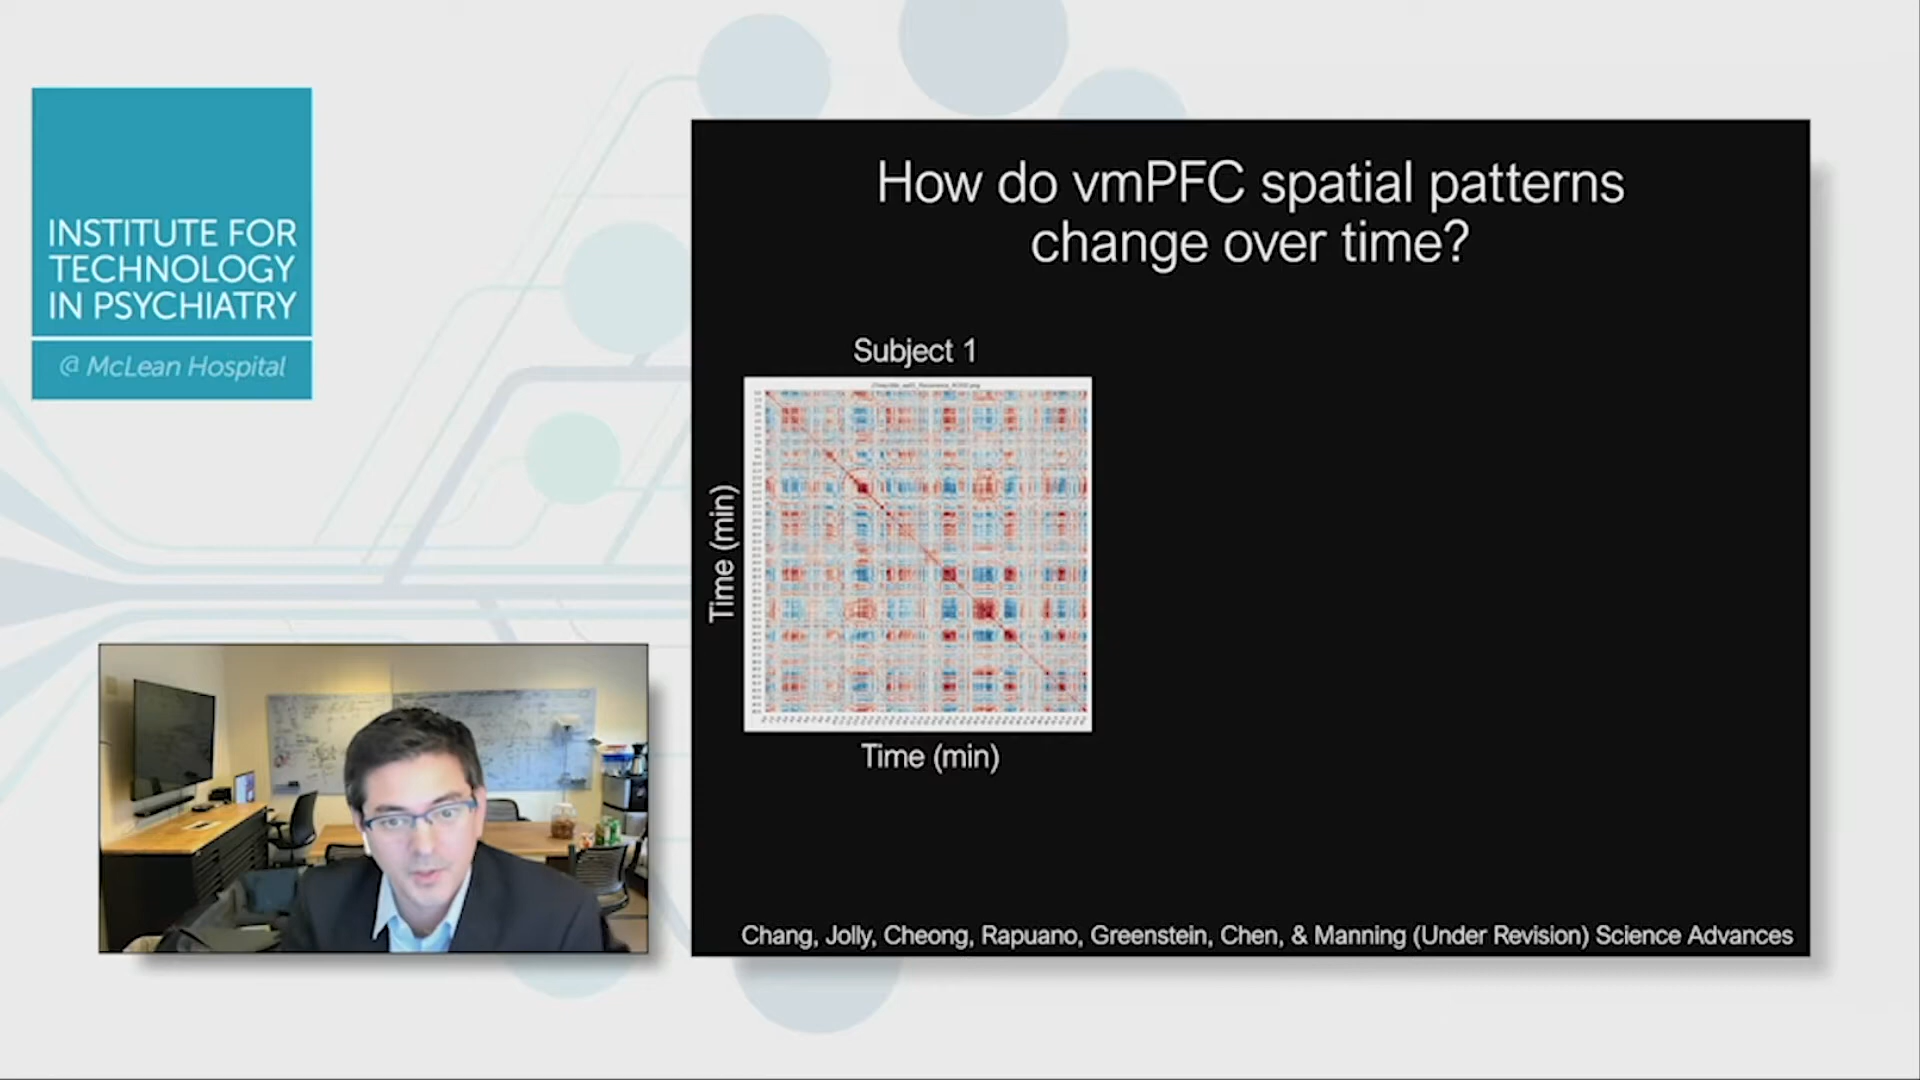 INSTITUTE FOR
TECHNOLOGY
IN PSYCHIATRY
@ McLean Hospital
How do vmPFC spatial patterns
change over time?
Subject 1
Time (min)
Time (min)
Chang, Jolly, Cheong, Rapuano, Greenstein, Chen, & Manning (Under Revision) Science Advances